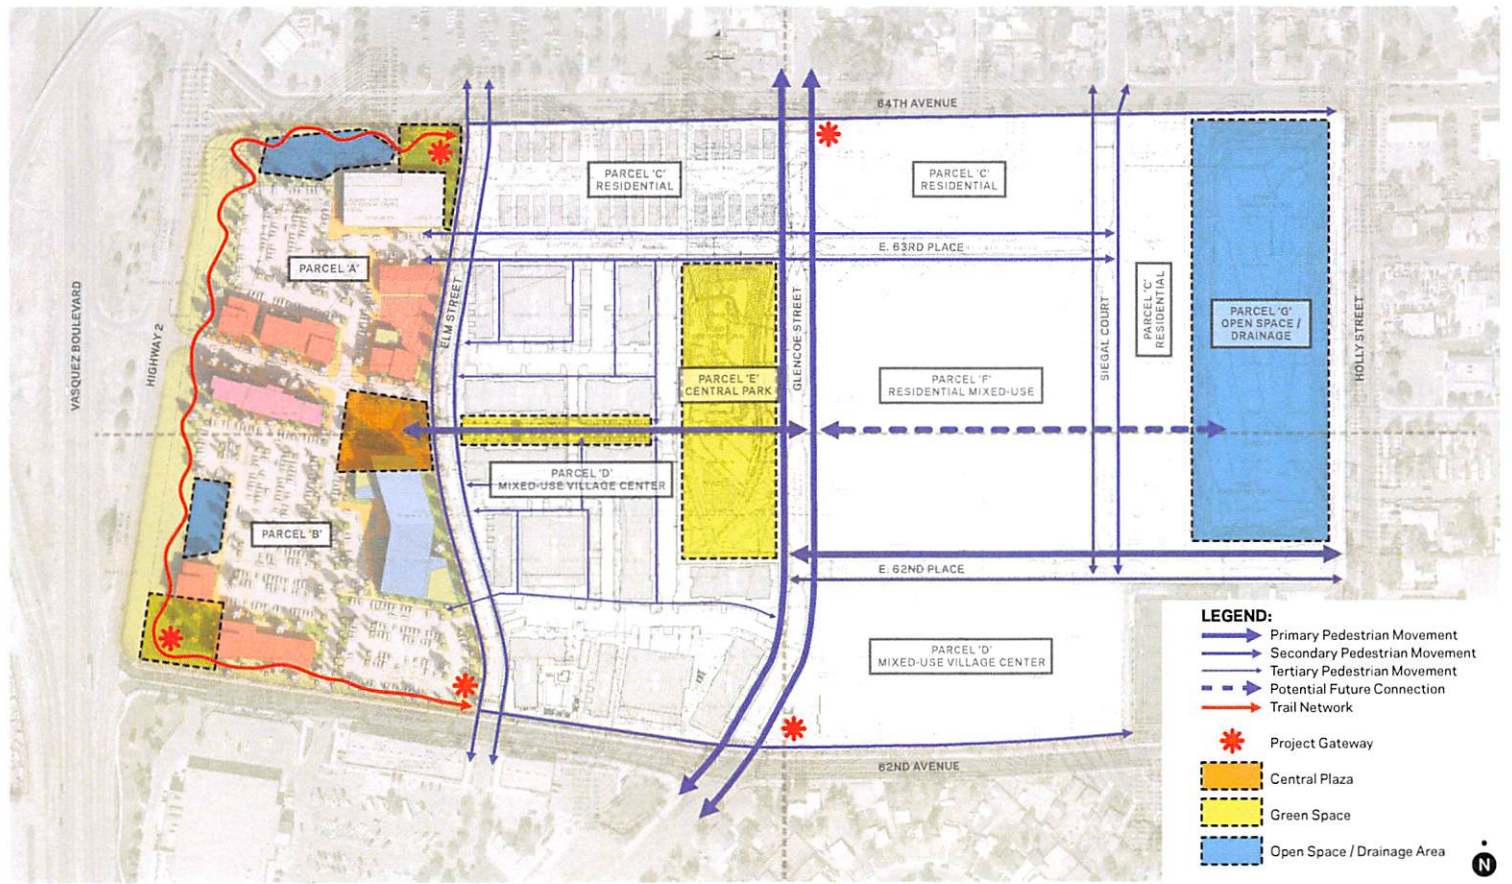 64TH AVENUE
PARCEL 'C'
RESIDENTIAL
PARCEL 'C'
RESIDENTIAL
E. 63RD PLACE
PARCEL 'A'
VASQUEZ BOULEVARD
HIGHWAY 2
ELM STREET
GLENCOE STREET
SIEGAL COURT
PARCEL 'C'
RESIDENTIAL
PARCEL 'G'
OPEN SPACE /
DRAINAGE
HOLLY STREET
PARCEL 'E'
CENTRAL PARK
PARCEL 'F'
RESIDENTIAL MIXED-USE
PARCEL 'D'
MIXED-USE VILLAGE CENTER
PARCEL 'B'
E. 62ND PLACE
PARCEL 'D'
MIXED-USE VILLAGE CENTER
62ND AVENUE
LEGEND:
Primary Pedestrian Movement
Secondary Pedestrian Movement
Tertiary Pedestrian Movement
Potential Future Connection
Trail Network
Project Gateway
Central Plaza
Green Space
Open Space / Drainage Area
N